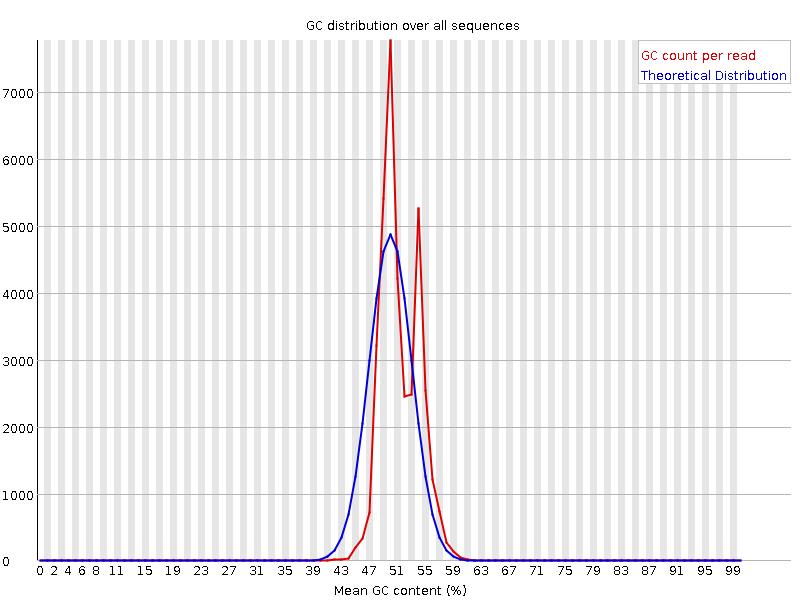 GC distribution over all sequences
GC count per read
Theoretical Distribution
7000
6000
5000
4000
3000
2000
1000
0
0 2 4 6 8 11 15 19 23 27 31 35 39 43 47 51 55 59 63 67 71 75 79 83 87 91 95 99
Mean GC content (%)